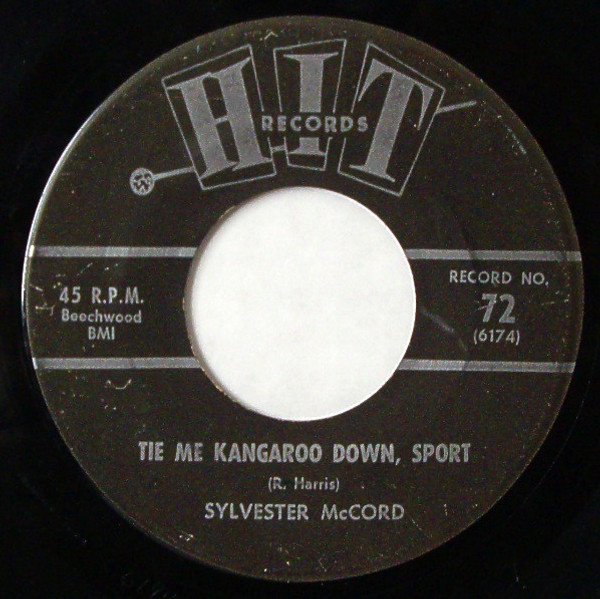 HIT
RECORDS
45 R.P.M.
Beechwood
BMI
RECORD NO.
72
(6174)
TIE ME KANGAROO DOWN, SPORT
(R. Harris)
SYLVESTER McCORD